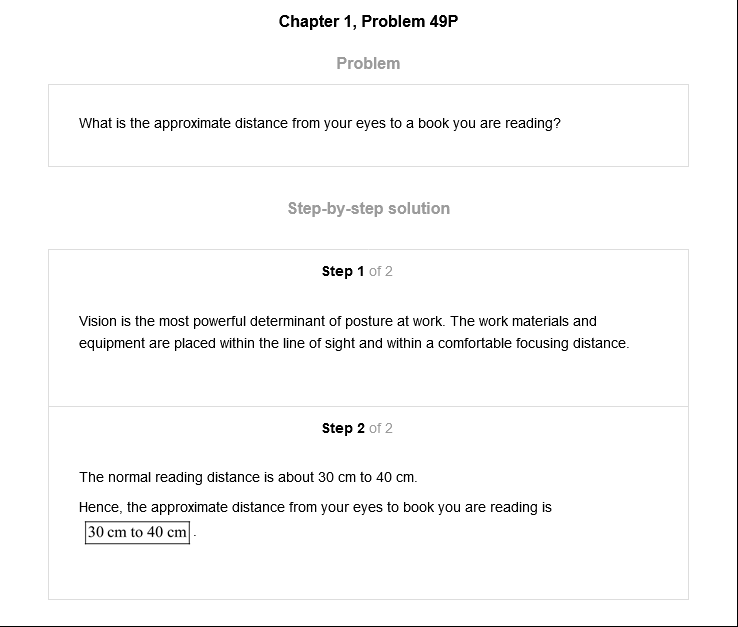 Chapter 1, Problem 49P
Problem
What is the approximate distance from your eyes to a book you are reading?
Step-by-step solution
Step 1 of 2
Vision is the most powerful determinant of posture at work. The work materials and
equipment are placed within the line of sight and within a comfortable focusing distance.
Step 2 of 2
The normal reading distance is about 30 cm to 40 cm.
Hence, the approximate distance from your eyes to book you are reading is
30 cm to 40 cm .